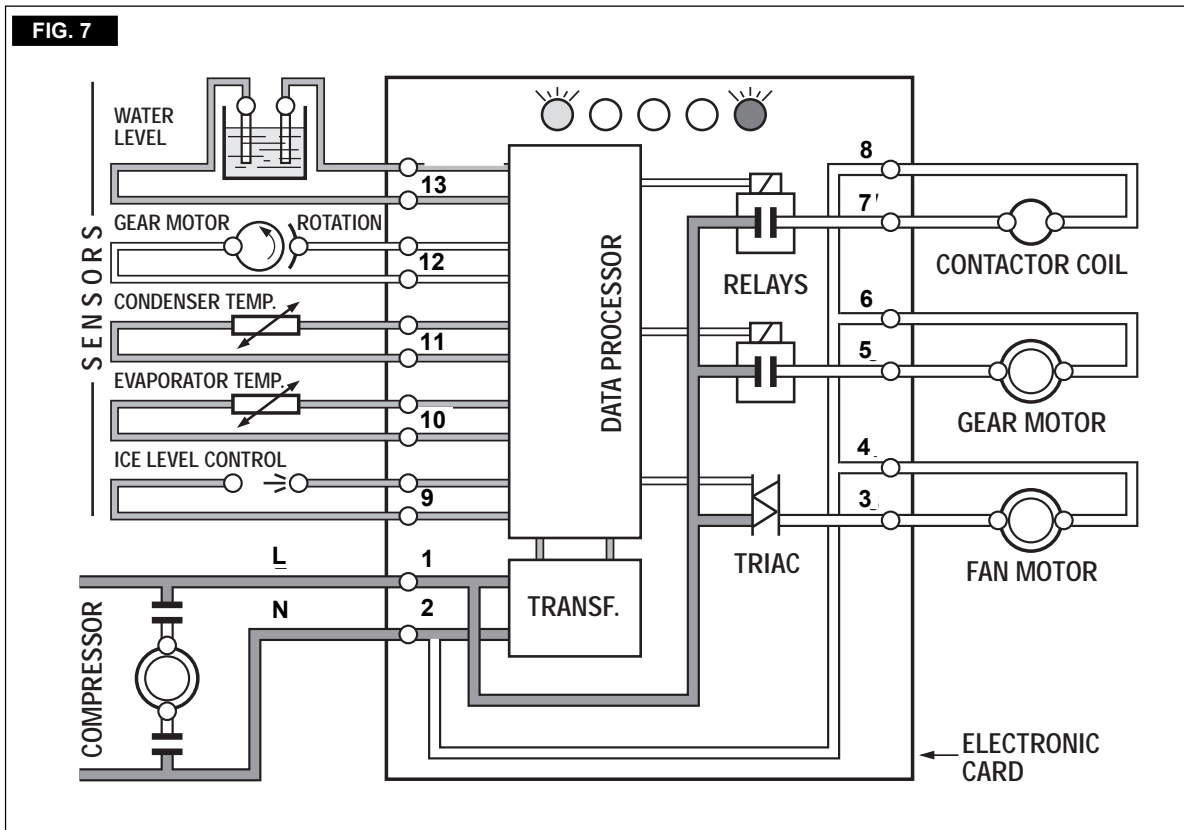 FIG. 7
WATER
LEVEL
13
GEAR MOTOR ROTATION
12
CONDENSER TEMP.
11
EVAPORATOR TEMP.
10
ICE LEVEL CONTROL
9
SENSORS
L
1
N
2
COMPRESSOR
DATA PROCESSOR
TRANSF.
RELAYS
TRIAC
8
7
CONTACTOR COIL
6
5
GEAR MOTOR
4
3
FAN MOTOR
ELECTRONIC
CARD